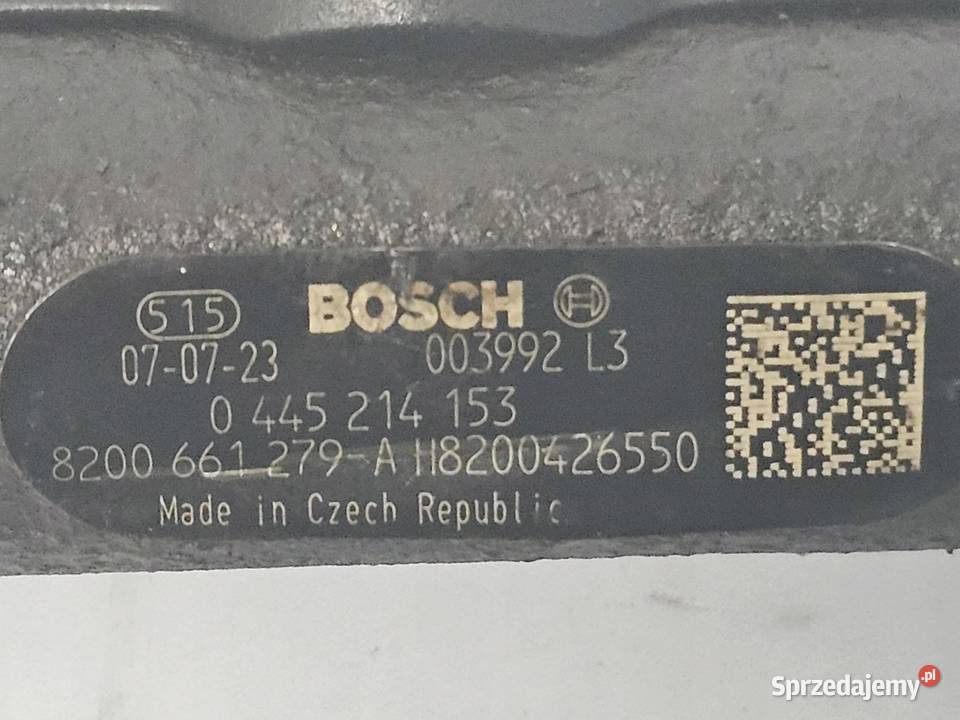 515 BOSCH
07-07-23 003992 L3
0 445 214 153
8200 661 279-A H8200426550
Made in Czech Republic
Sprzedajemy.pl